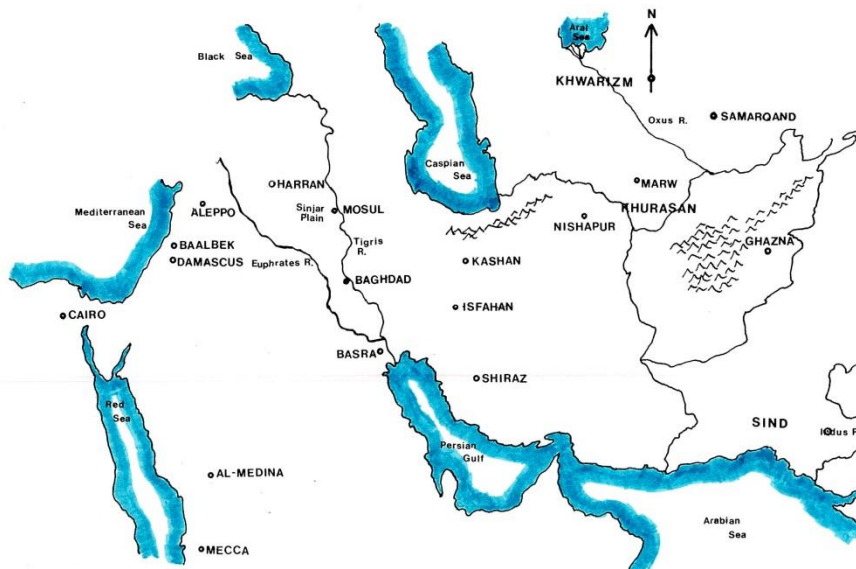 N
Aral
Sea
Black Sea
KHWARIZM
Oxus R.
SAMARQAND
Caspian
Sea
HARRAN
MARW
Mediterranean
Sea
ALEPPO
Sinjar
Plain
MOSUL
KHURASAN
NISHAPUR
Tigris
R.
BAALBEK
DAMASCUS
Euphrates R.
KASHAN
GHAZNA
BAGHDAD
ISFAHAN
CAIRO
BASRA
SHIRAZ
Red
Sea
SIND
Indus R
Persian
Gulf
AL-MEDINA
Arabian
Sea
MECCA